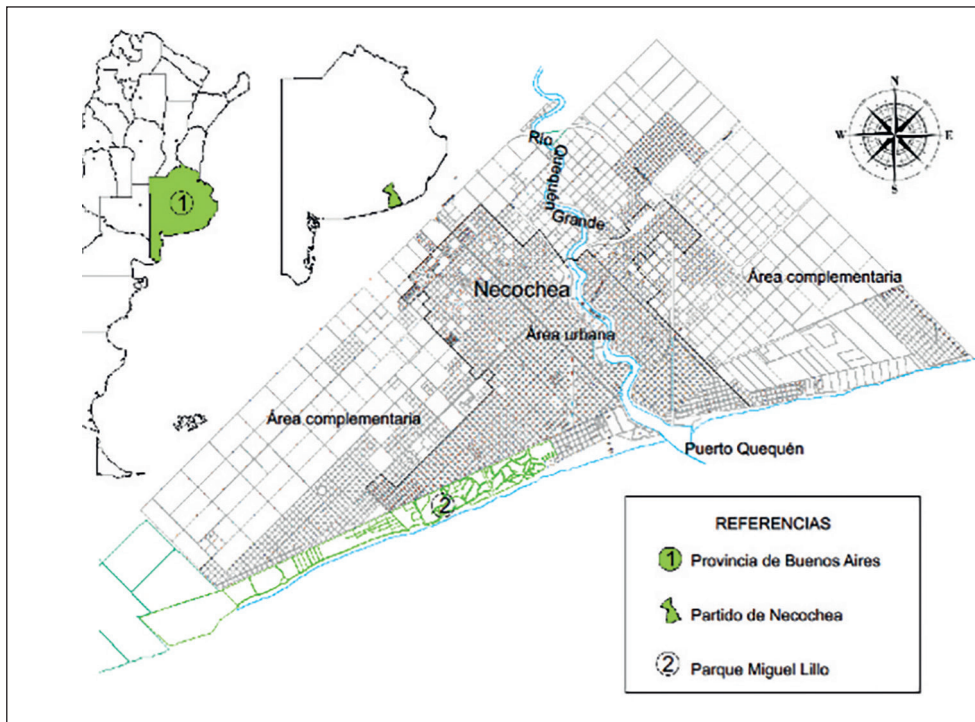 1
N
W
E
S
Río
Quequén
Grande
Necochea
Área urbana
Área complementaria
Área complementaria
Puerto Quequén
2
REFERENCIAS
1 Provincia de Buenos Aires
Partido de Necochea
2 Parque Miguel Lillo